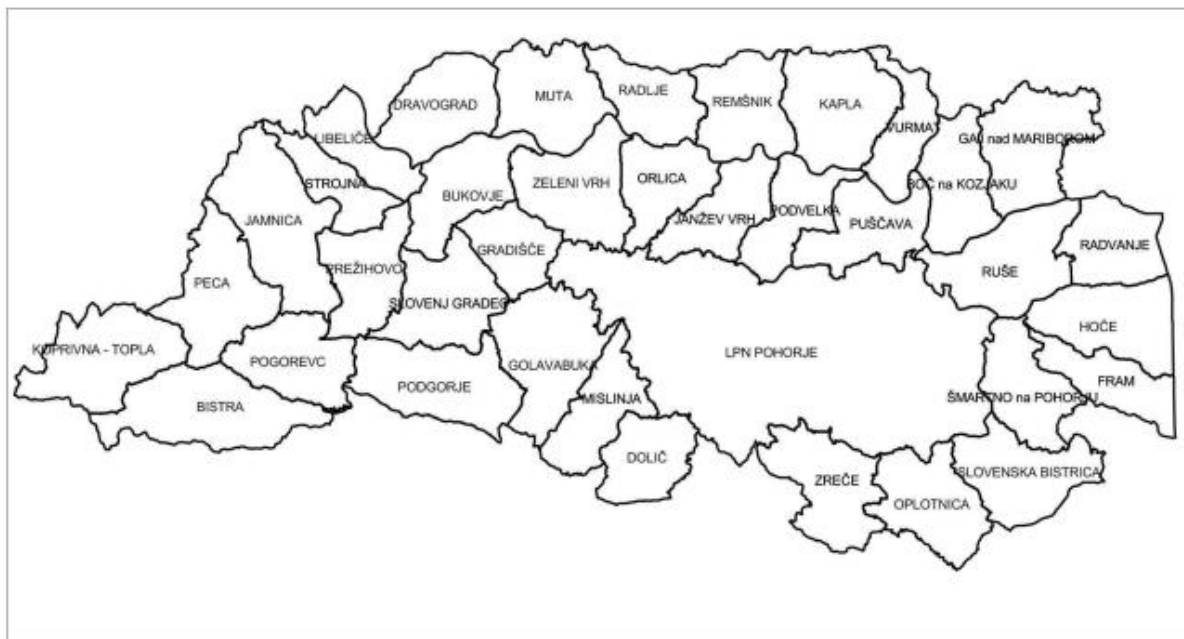 MUTA
RADLJE
REMŠNIK
KAPLA
DRAVOGRAD
VURMAT
LIBELIČE
GAJ nad MARIBOROM
STROJNA
BUKOVJE
ZELENI VRH
ORLICA
BOČ na KOZJAKU
JAMNICA
JANŽEV VRH
PODVELKA
PUŠČAVA
GRADIŠČE
RADVANJE
PREŽIHOVO
RUŠE
PECA
SLOVENJ GRADEC
HOČE
KOPRIVNA - TOPLA
POGOREVC
GOLAVABUKA
LPN POHORJE
FRAM
PODGORJE
MISLINJA
ŠMARTNO na POHORJU
BISTRA
DOLIČ
SLOVENSKA BISTRICA
ZREČE
OPLOTNICA